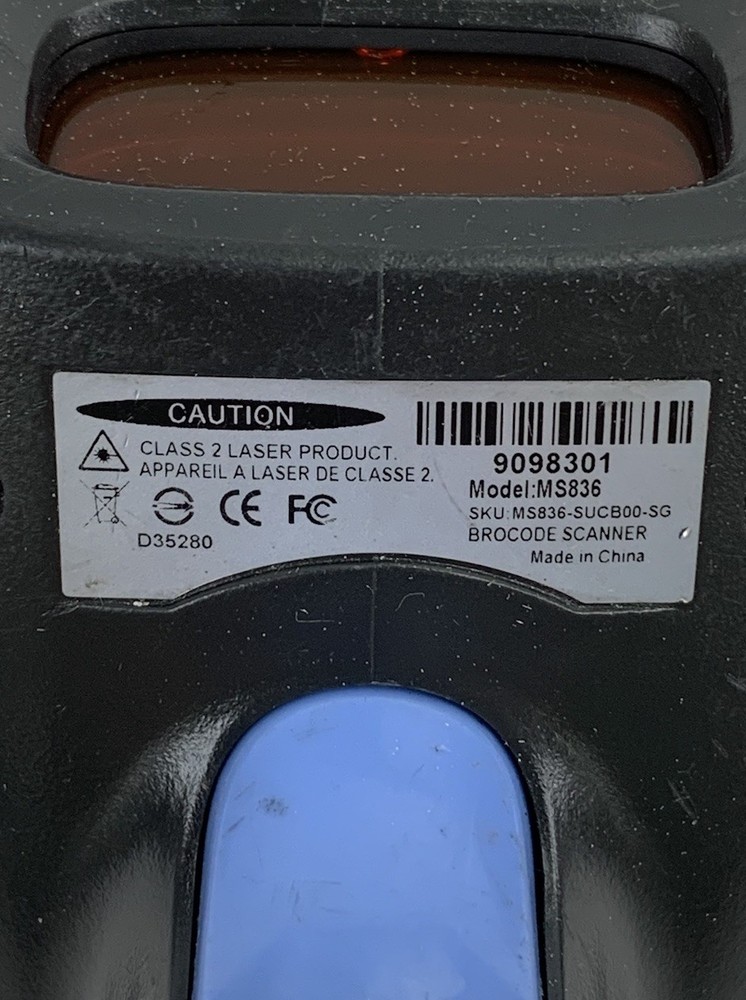 CAUTION
CLASS 2 LASER PRODUCT.
APPAREIL A LASER DE CLASSE 2.
CE FC
D35280
9098301
Model:MS836
SKU:MS836-SUCB00-SG
BROCODE SCANNER
Made in China